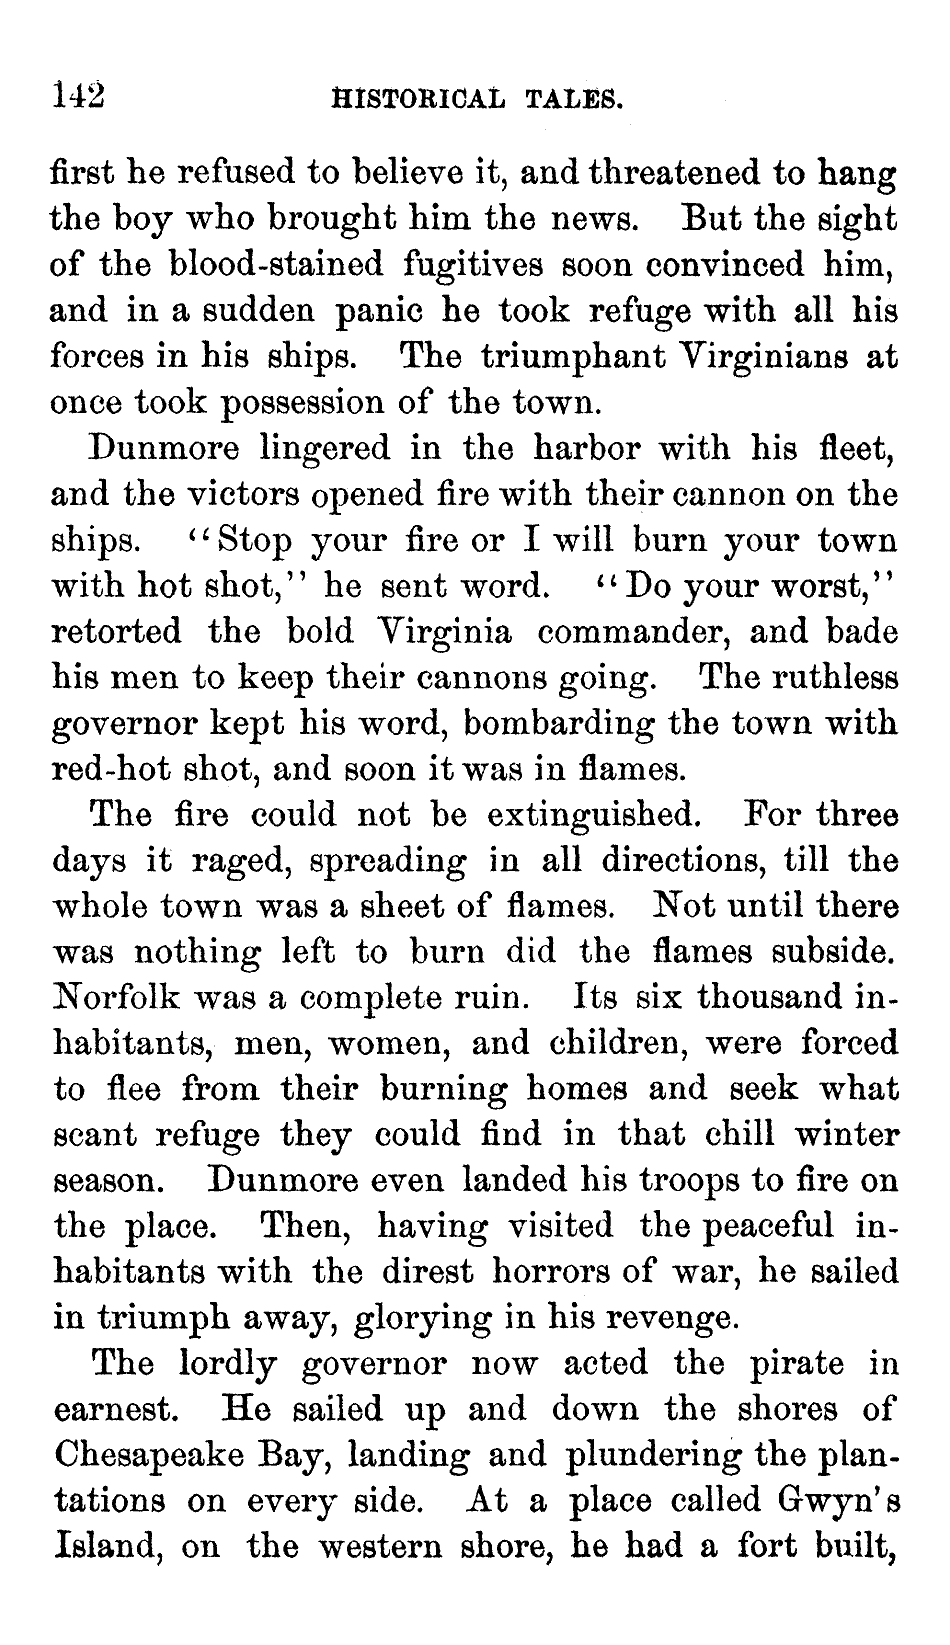 142 HISTORICAL TALES.
first he refused to believe it, and threatened to hang
the boy who brought him the news. But the sight
of the blood-stained fugitives soon convinced him,
and in a sudden panic he took refuge with all his
forces in his ships. The triumphant Virginians at
once took possession of the town.
Dunmore lingered in the harbor with his fleet,
and the victors opened fire with their cannon on the
ships. “Stop your fire or I will burn your town
with hot shot,” he sent word. “Do your worst,”
retorted the bold Virginia commander, and bade
his men to keep their cannons going. The ruthless
governor kept his word, bombarding the town with
red-hot shot, and soon it was in flames.
The fire could not be extinguished. For three
days it raged, spreading in all directions, till the
whole town was a sheet of flames. Not until there
was nothing left to burn did the flames subside.
Norfolk was a complete ruin. Its six thousand in-
habitants, men, women, and children, were forced
to flee from their burning homes and seek what
scant refuge they could find in that chill winter
season. Dunmore even landed his troops to fire on
the place. Then, having visited the peaceful in-
habitants with the direst horrors of war, he sailed
in triumph away, glorying in his revenge.
The lordly governor now acted the pirate in
earnest. He sailed up and down the shores of
Chesapeake Bay, landing and plundering the plan-
tations on every side. At a place called Gwyn's
Island, on the western shore, he had a fort built,